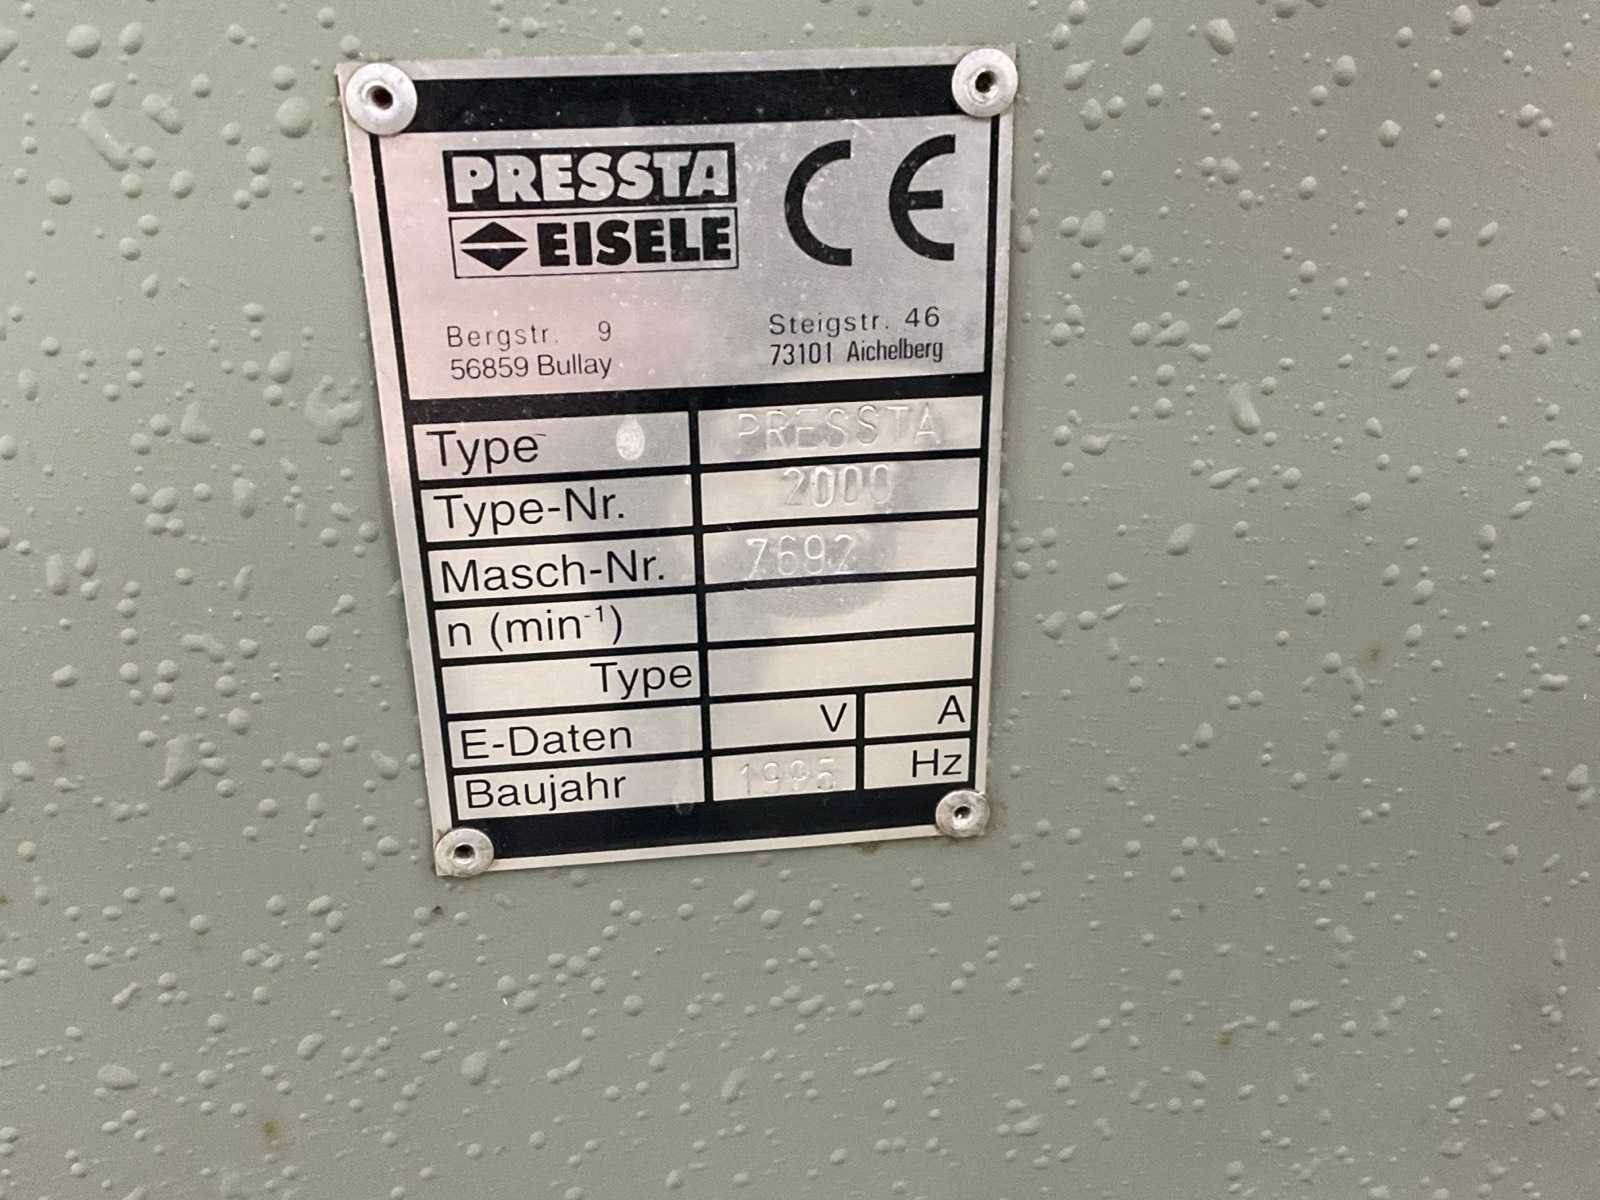 PRESSTA
EISELE
CE
Bergstr. 9
56859 Bullay
Steigstr. 46
73101 Aichelberg
Type PRESSTA
Type-Nr. 2000
Masch-Nr. 7692
n (min-1)
Type
E-Daten V A
Baujahr 1995 Hz